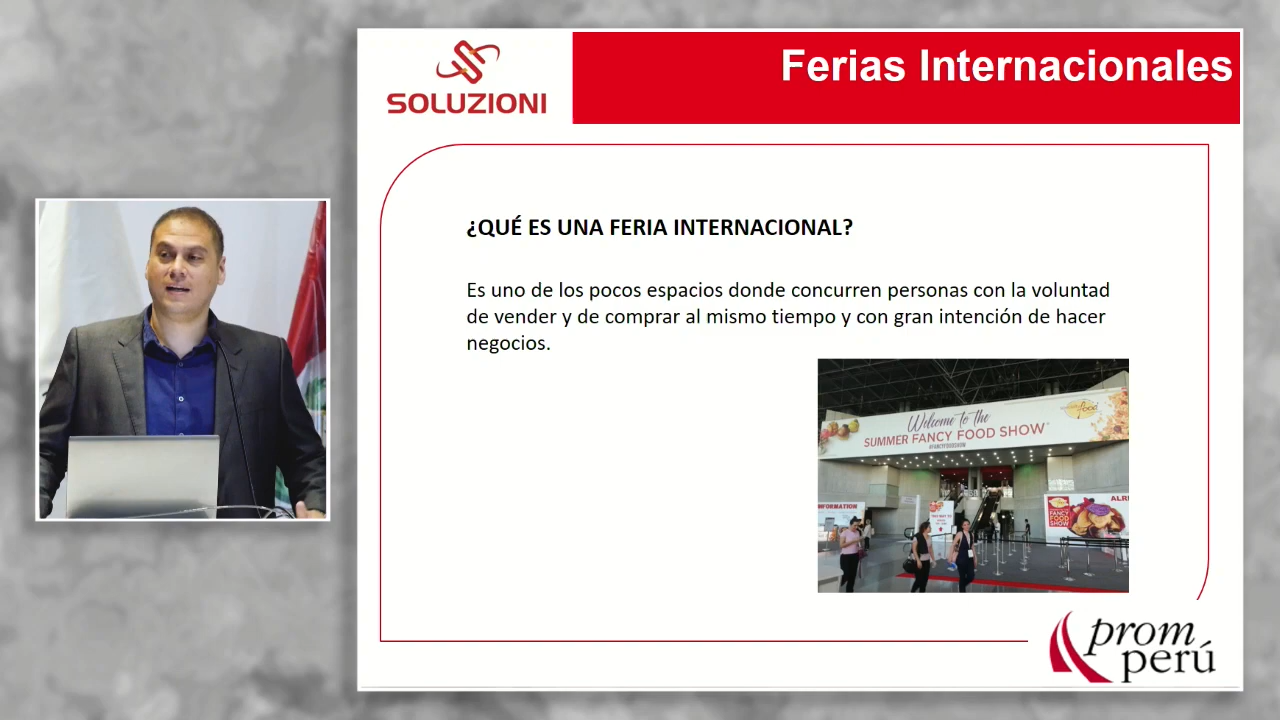 SOLUZIONI
Ferias Internacionales
¿QUÉ ES UNA FERIA INTERNACIONAL?
Es uno de los pocos espacios donde concurren personas con la voluntad
de vender y de comprar al mismo tiempo y con gran intención de hacer
negocios.
Welcome to the
SUMMER FANCY FOOD SHOW
#FANCYFOODSHOW
food
INFORMATION
FANCY
FOOD
SHOW
prom
perú